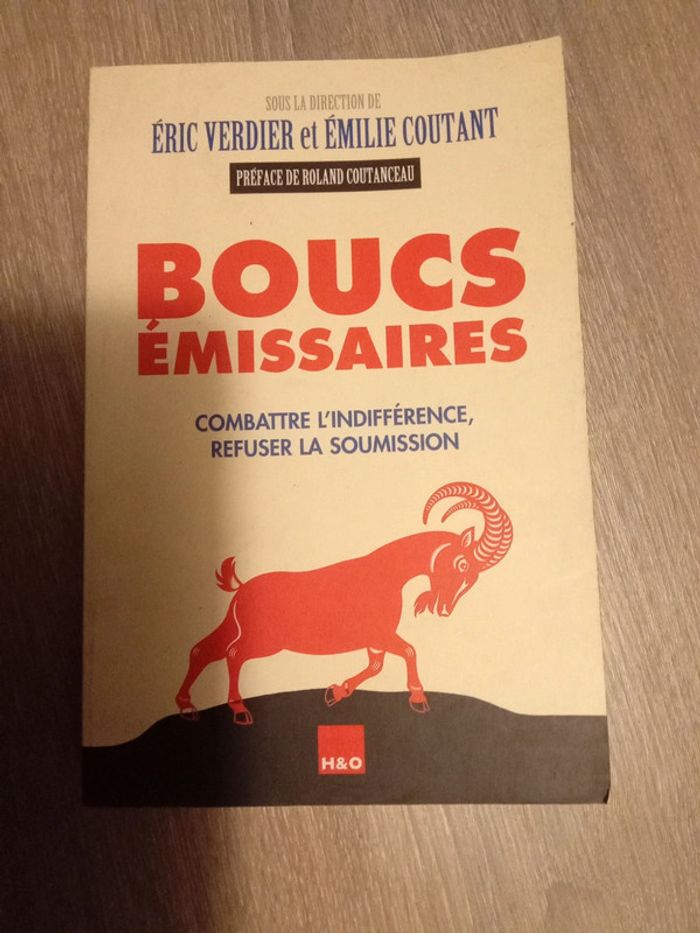 SOUS LA DIRECTION DE
ÉRIC VERDIER et ÉMILIE COUTANT
PRÉFACE DE ROLAND COUTANCEAU
BOUCS
ÉMISSAIRES
COMBATTRE L'INDIFFÉRENCE,
REFUSER LA SOUMISSION
H&O